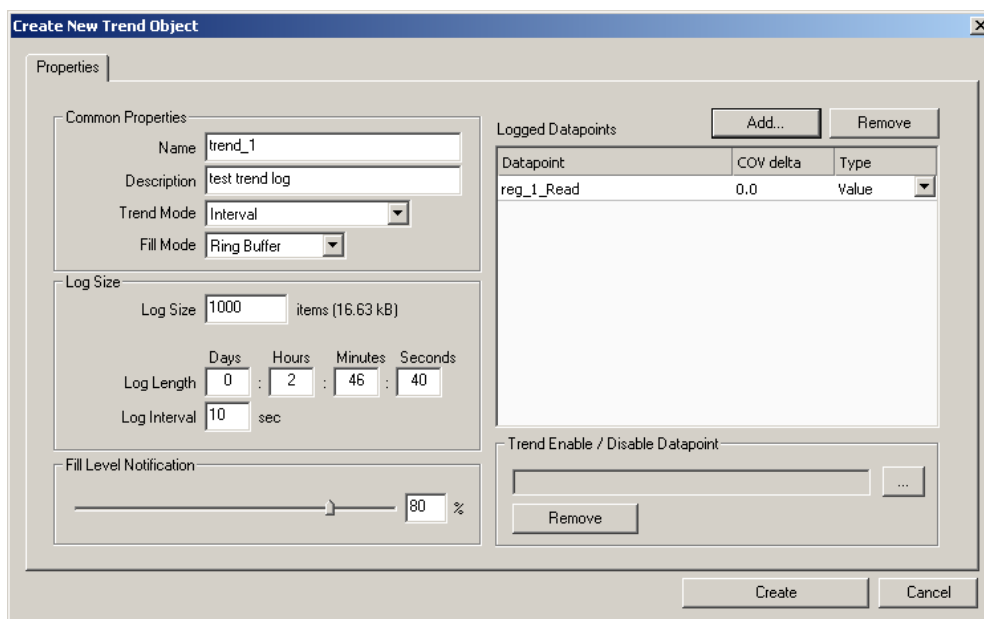 Create New Trend Object
Properties
Common Properties
Name trend_1
Description test trend log
Trend Mode Interval
Fill Mode Ring Buffer
Log Size
Log Size 1000 items (16.63 kB)
Days Hours Minutes Seconds
Log Length 0 : 2 : 46 : 40
Log Interval 10 sec
Fill Level Notification
80 %
Logged Datapoints Add... Remove
Datapoint COV delta Type
reg_1_Read 0.0 Value
Trend Enable / Disable Datapoint
...
Remove
Create Cancel